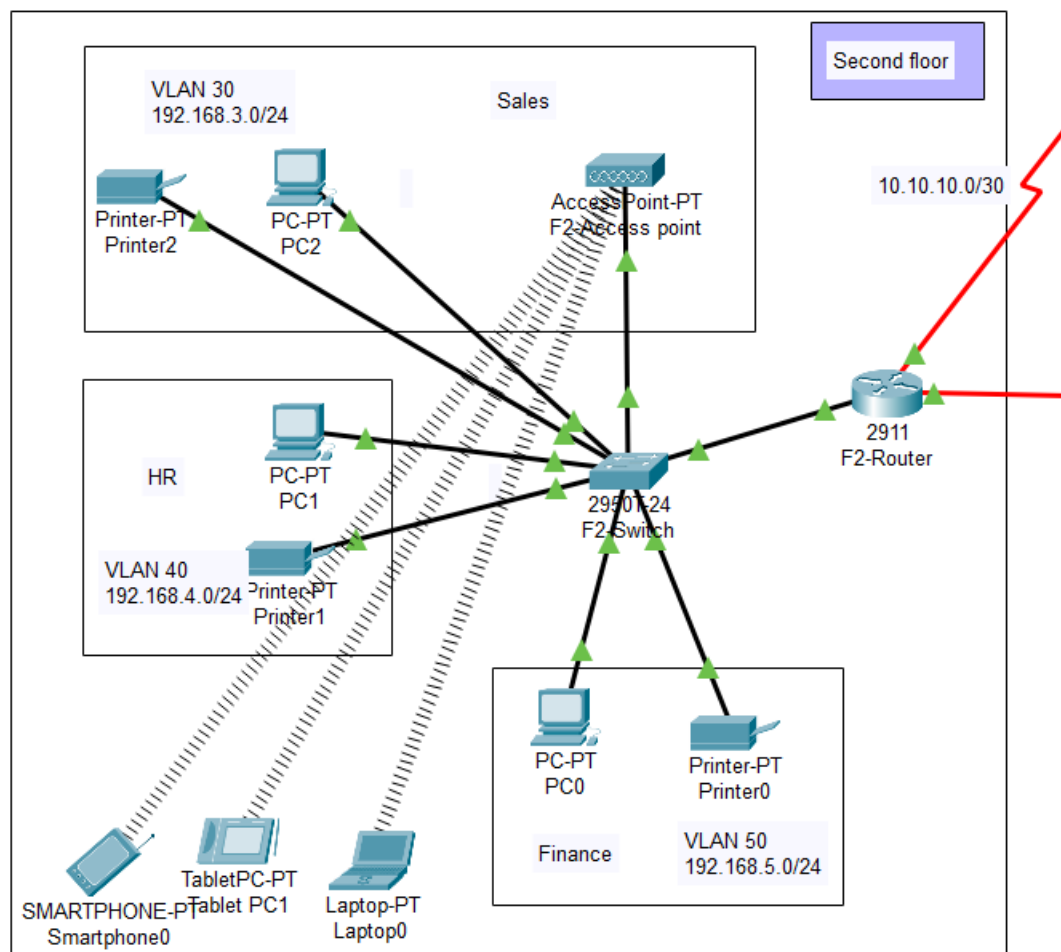 Second floor
VLAN 30
192.168.3.0/24
Sales
10.10.10.0/30
Printer-PT
Printer2
PC-PT
PC2
AccessPoint-PT
F2-Access point
2911
F2-Router
HR
PC-PT
PC1
2950T-24
F2-Switch
VLAN 40
192.168.4.0/24
Printer-PT
Printer1
PC-PT
PC0
Printer-PT
Printer0
Finance
VLAN 50
192.168.5.0/24
SMARTPHONE-PT
Smartphone0
TabletPC-PT
Tablet PC1
Laptop-PT
Laptop0